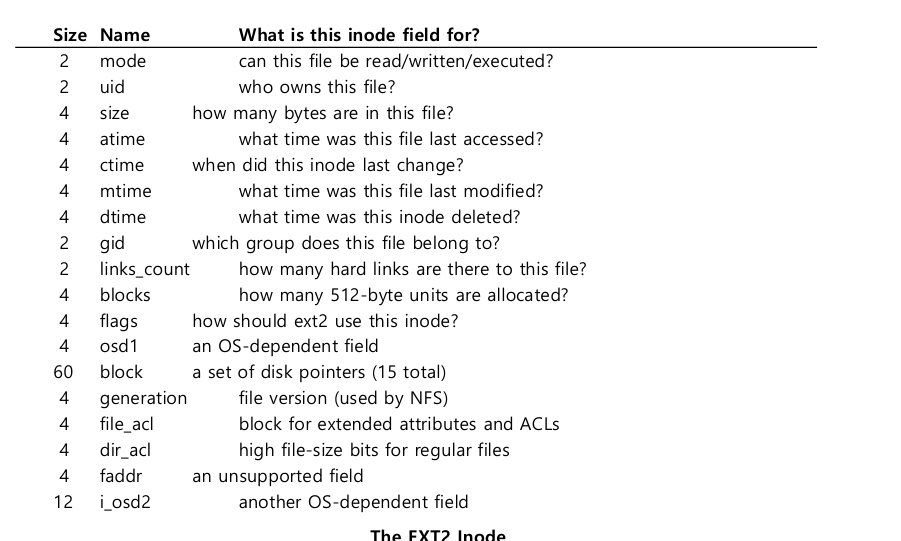 Size Name What is this inode field for?
2 mode can this file be read/written/executed?
2 uid who owns this file?
4 size how many bytes are in this file?
4 atime what time was this file last accessed?
4 ctime when did this inode last change?
4 mtime what time was this file last modified?
4 dtime what time was this inode deleted?
2 gid which group does this file belong to?
2 links_count how many hard links are there to this file?
4 blocks how many 512-byte units are allocated?
4 flags how should ext2 use this inode?
4 osd1 an OS-dependent field
60 block a set of disk pointers (15 total)
4 generation file version (used by NFS)
4 file_acl block for extended attributes and ACLs
4 dir_acl high file-size bits for regular files
4 faddr an unsupported field
12 i_osd2 another OS-dependent field
The EXT2 Inode